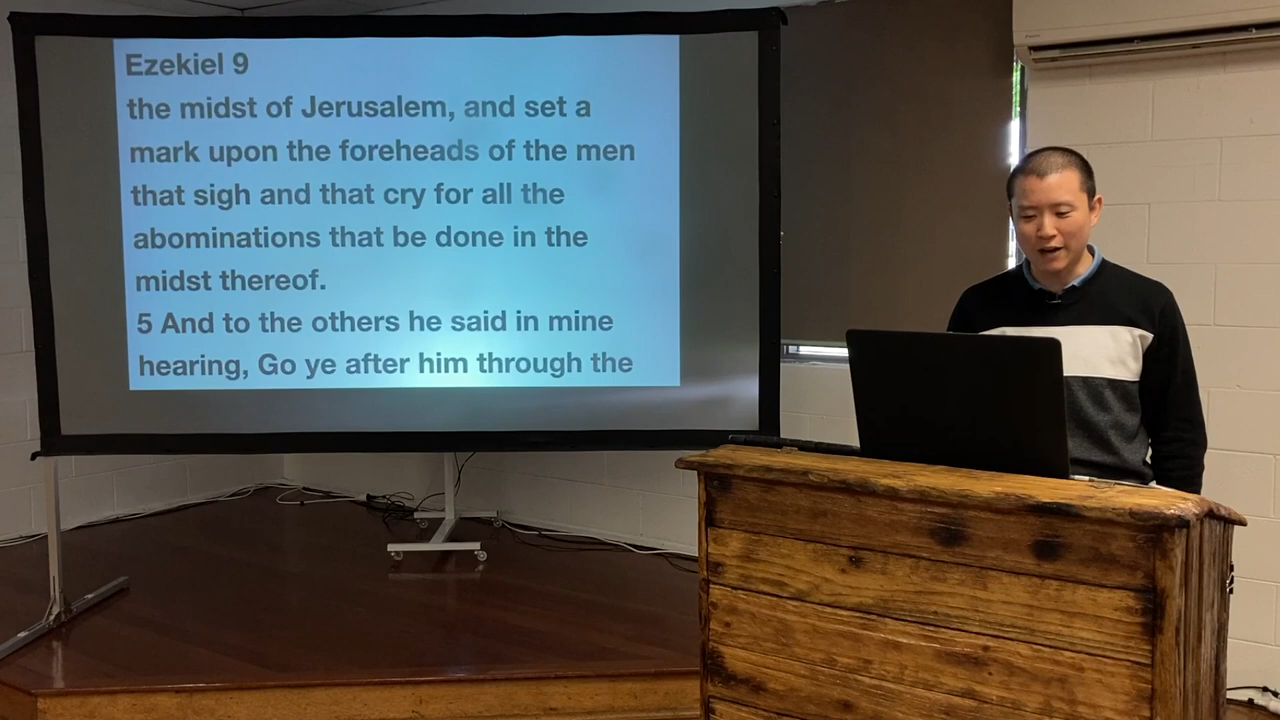 Ezekiel 9
the midst of Jerusalem, and set a
mark upon the foreheads of the men
that sigh and that cry for all the
abominations that be done in the
midst thereof.
5 And to the others he said in mine
hearing, Go ye after him through the